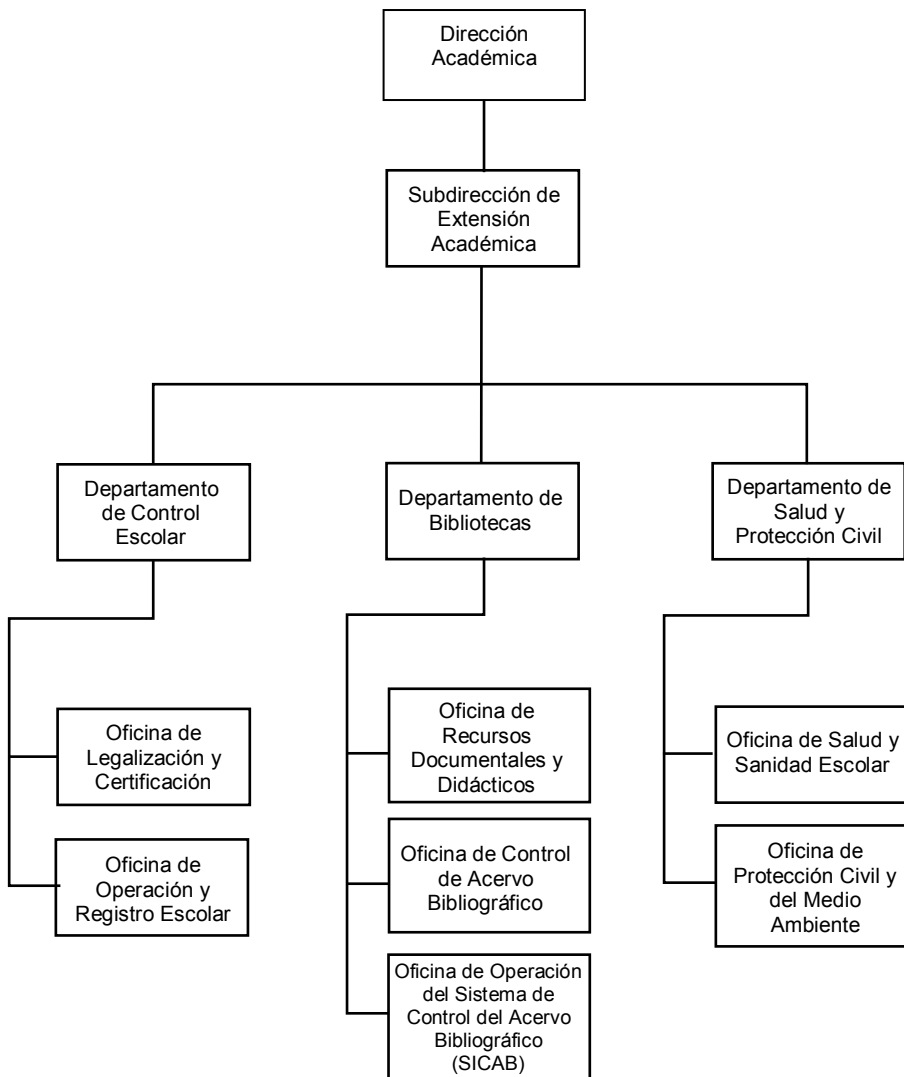 Dirección
Académica
Subdirección de
Extensión
Académica
Departamento
de Control
Escolar
Departamento de
Bibliotecas
Departamento de
Salud y
Protección Civil
Oficina de
Legalización y
Certificación
Oficina de
Operación y
Registro Escolar
Oficina de
Recursos
Documentales y
Didácticos
Oficina de Control
de Acervo
Bibliográfico
Oficina de Operación
del Sistema de
Control del Acervo
Bibliográfico
(SICAB)
Oficina de Salud y
Sanidad Escolar
Oficina de
Protección Civil y
del Medio
Ambiente